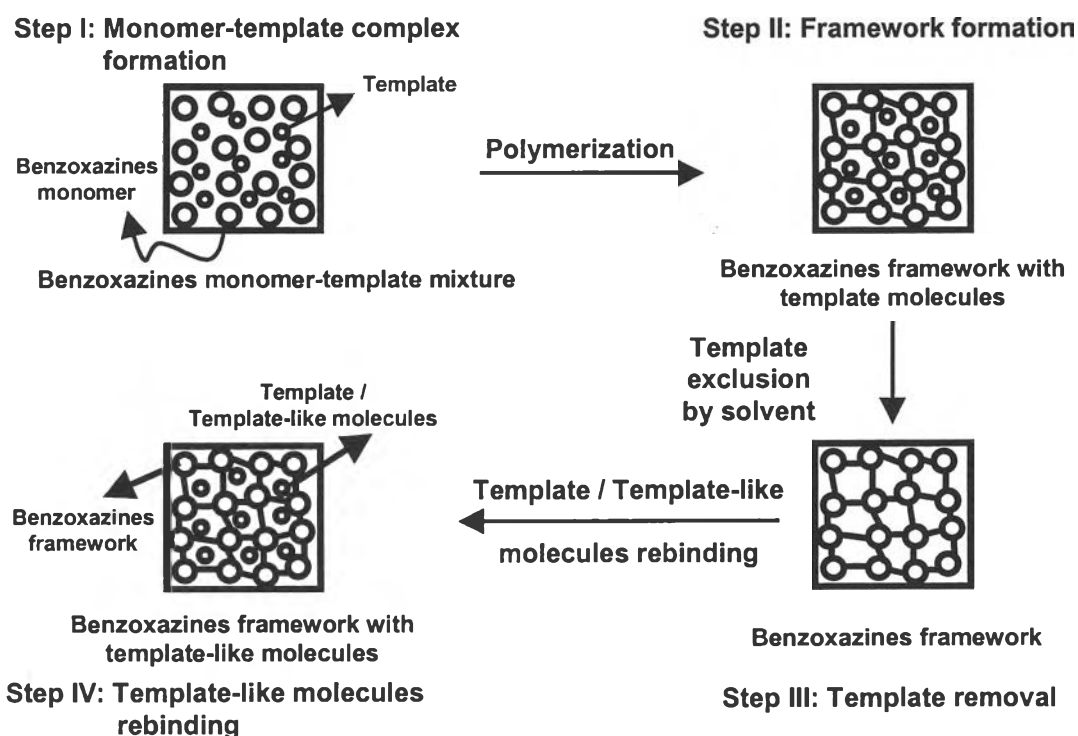 Step I: Monomer-template complex
formation
Template
Benzoxazines
monomer
Benzoxazines monomer-template mixture
Polymerization
Step II: Framework formation
Benzoxazines framework with
template molecules
Template
exclusion
by solvent
Benzoxazines framework
Step III: Template removal
Template / Template-like
molecules rebinding
Template /
Template-like molecules
Benzoxazines
framework
Benzoxazines framework with
template-like molecules
Step IV: Template-like molecules
rebinding